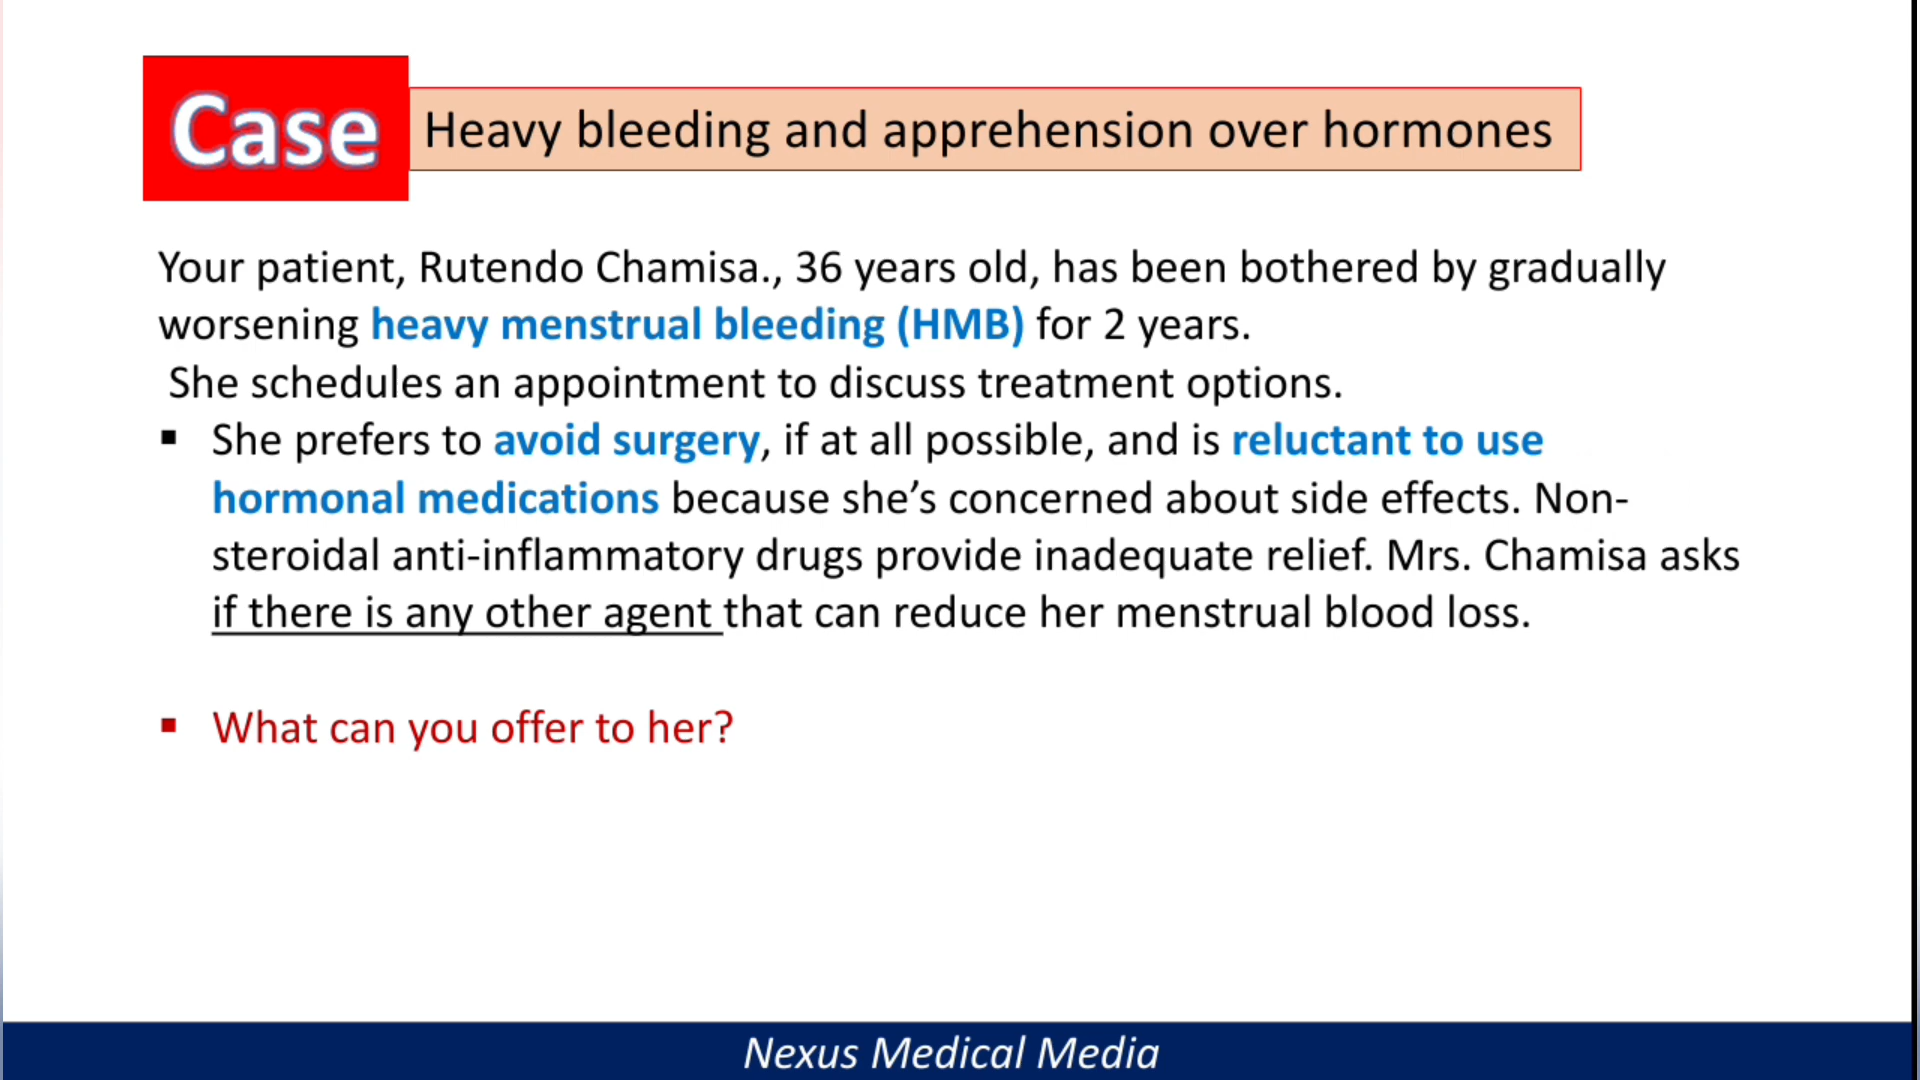 Case
Heavy bleeding and apprehension over hormones
Your patient, Rutendo Chamisa., 36 years old, has been bothered by gradually
worsening heavy menstrual bleeding (HMB) for 2 years.
She schedules an appointment to discuss treatment options.
▪ She prefers to avoid surgery, if at all possible, and is reluctant to use
hormonal medications because she’s concerned about side effects. Non-
steroidal anti-inflammatory drugs provide inadequate relief. Mrs. Chamisa asks
if there is any other agent that can reduce her menstrual blood loss.
▪ What can you offer to her?
Nexus Medical Media